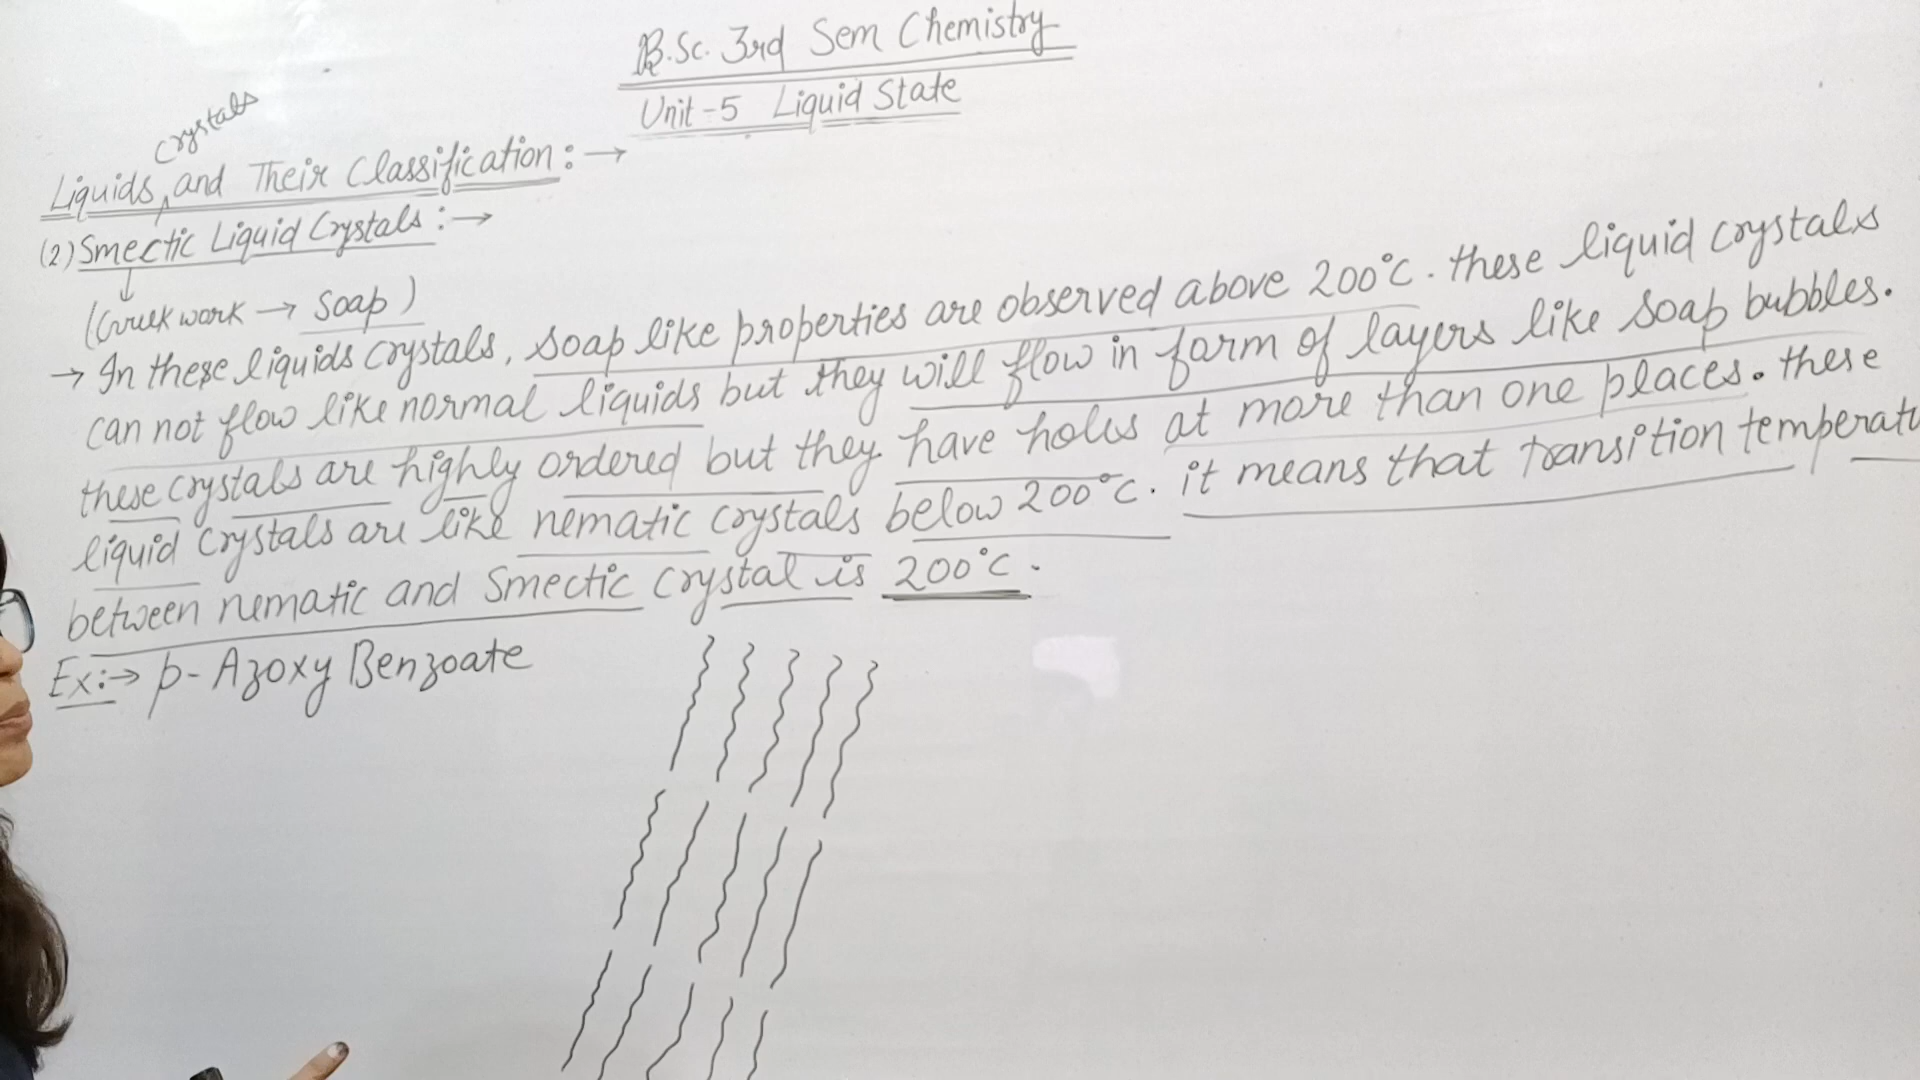 B.Sc. 3rd Sem Chemistry
Unit-5 Liquid State
crystals
Liquids, and Their Classification :→
(2) Smectic Liquid Crystals :→
(Greek work → Soap)
→ In these liquids crystals, soap like properties are observed above 200°C. these liquid crystals
can not flow like normal liquids but they will flow in farm of layers like soap bubbles.
these crystals are highly ordered but they have holes at more than one places. these
liquid crystals are like nematic crystals below 200°C. it means that transition temperatu
between nematic and Smectic crystal is 200°C.
Ex:→ p-Azoxy Benzoate